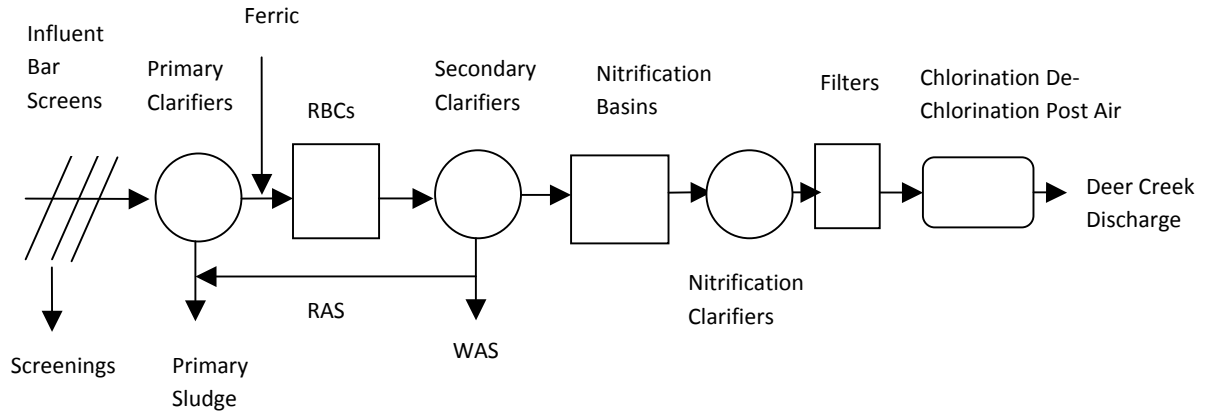 Ferric
Influent
Bar
Screens
Primary
Clarifiers
RBCs
Secondary
Clarifiers
Nitrification
Basins
Filters
Chlorination De-
Chlorination Post Air
Deer Creek
Discharge
RAS
Nitrification
Clarifiers
Screenings
Primary
Sludge
WAS